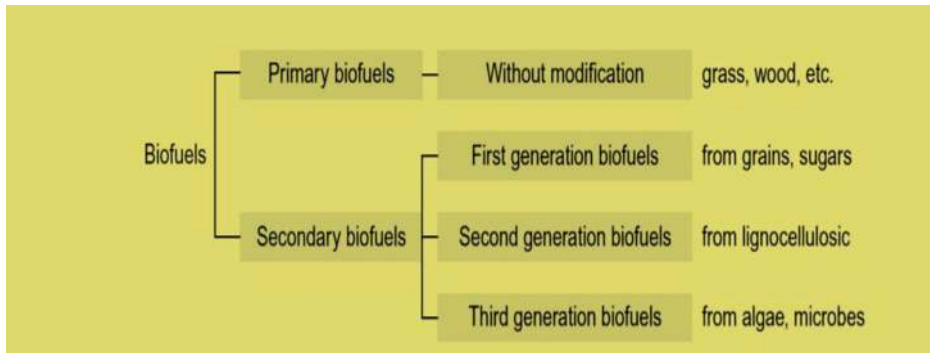 Primary biofuels
Without modification
grass, wood, etc.
Biofuels
First generation biofuels
from grains, sugars
Secondary biofuels
Second generation biofuels
from lignocellulosic
Third generation biofuels
from algae, microbes